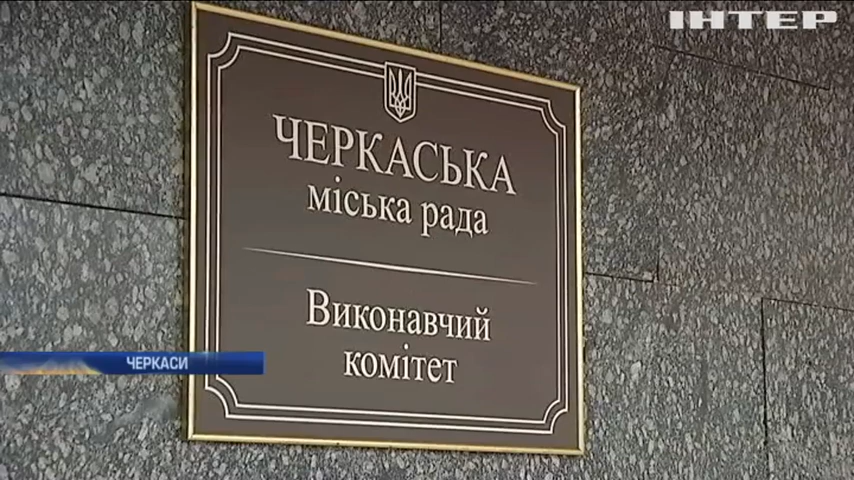 ІНТЕР
ЧЕРКАСЬКА
міська рада
Виконавчий
комітет
ЧЕРКАСИ